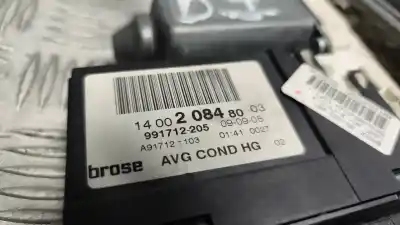 14 00 2 084 80 03
991712-205 09-09-05
A91712-103 01:41 0027
brose AVG COND HG 02